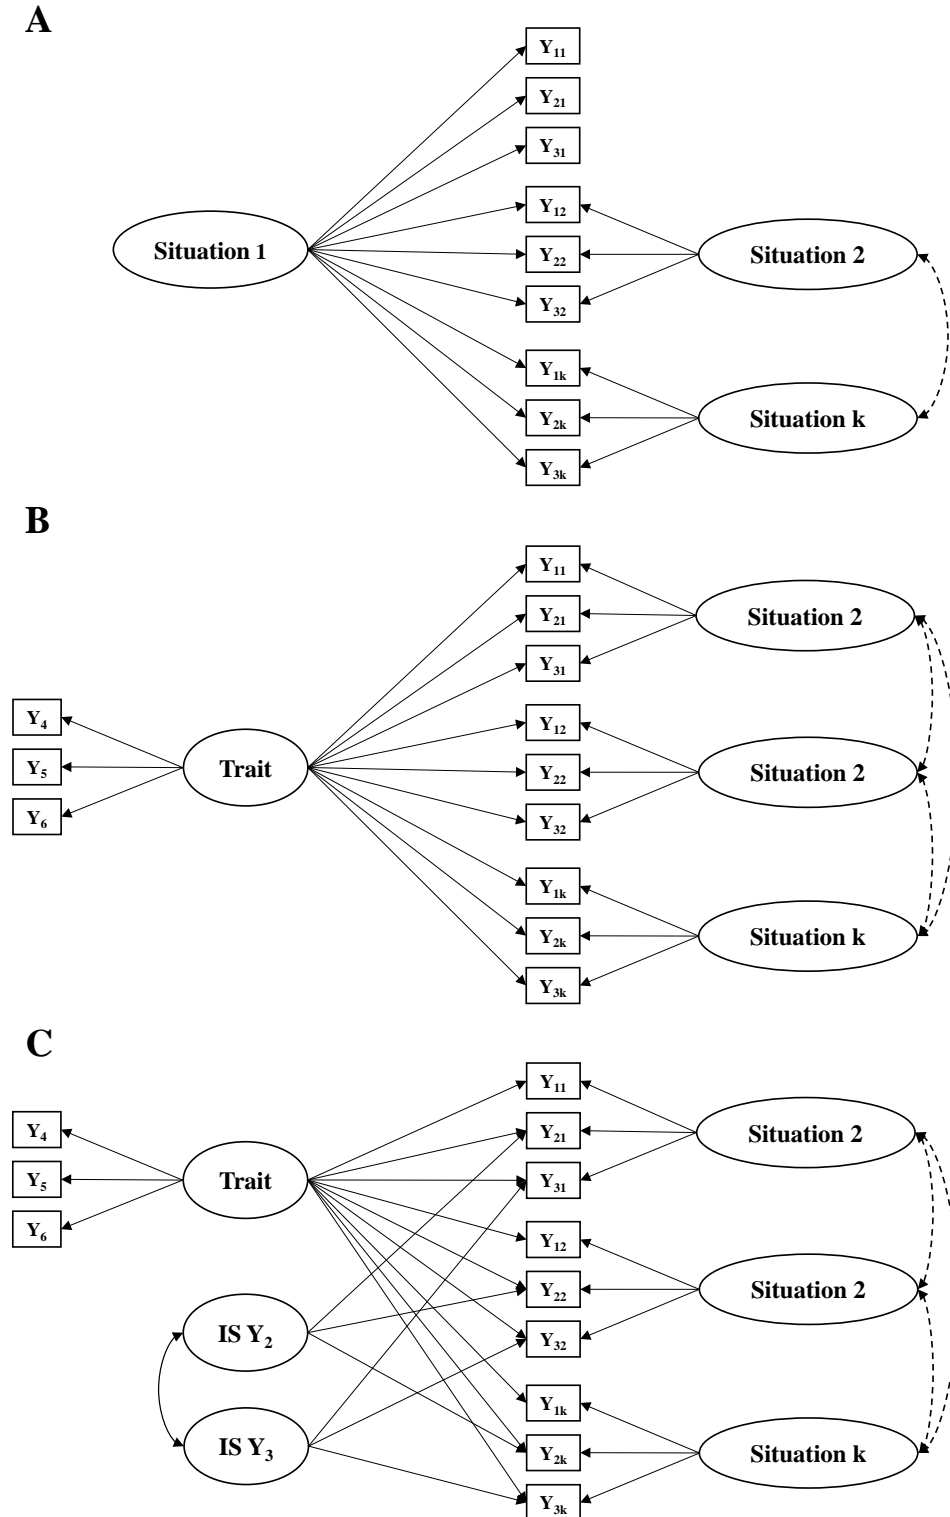 A
Y₁₁
Y₂₁
Y₃₁
Y₁₂
Situation 1
Y₂₂
Situation 2
Y₃₂
Y₁ₖ
Y₂ₖ
Situation k
Y₃ₖ
B
Y₁₁
Y₂₁
Situation 2
Y₃₁
Y₄
Y₁₂
Y₅
Trait
Y₂₂
Situation 2
Y₆
Y₃₂
Y₁ₖ
Y₂ₖ
Situation k
Y₃ₖ
C
Y₁₁
Y₄
Y₂₁
Situation 2
Y₅
Trait
Y₃₁
Y₆
Y₁₂
Y₂₂
Situation 2
IS Y₂
Y₃₂
Y₁ₖ
IS Y₃
Y₂ₖ
Situation k
Y₃ₖ